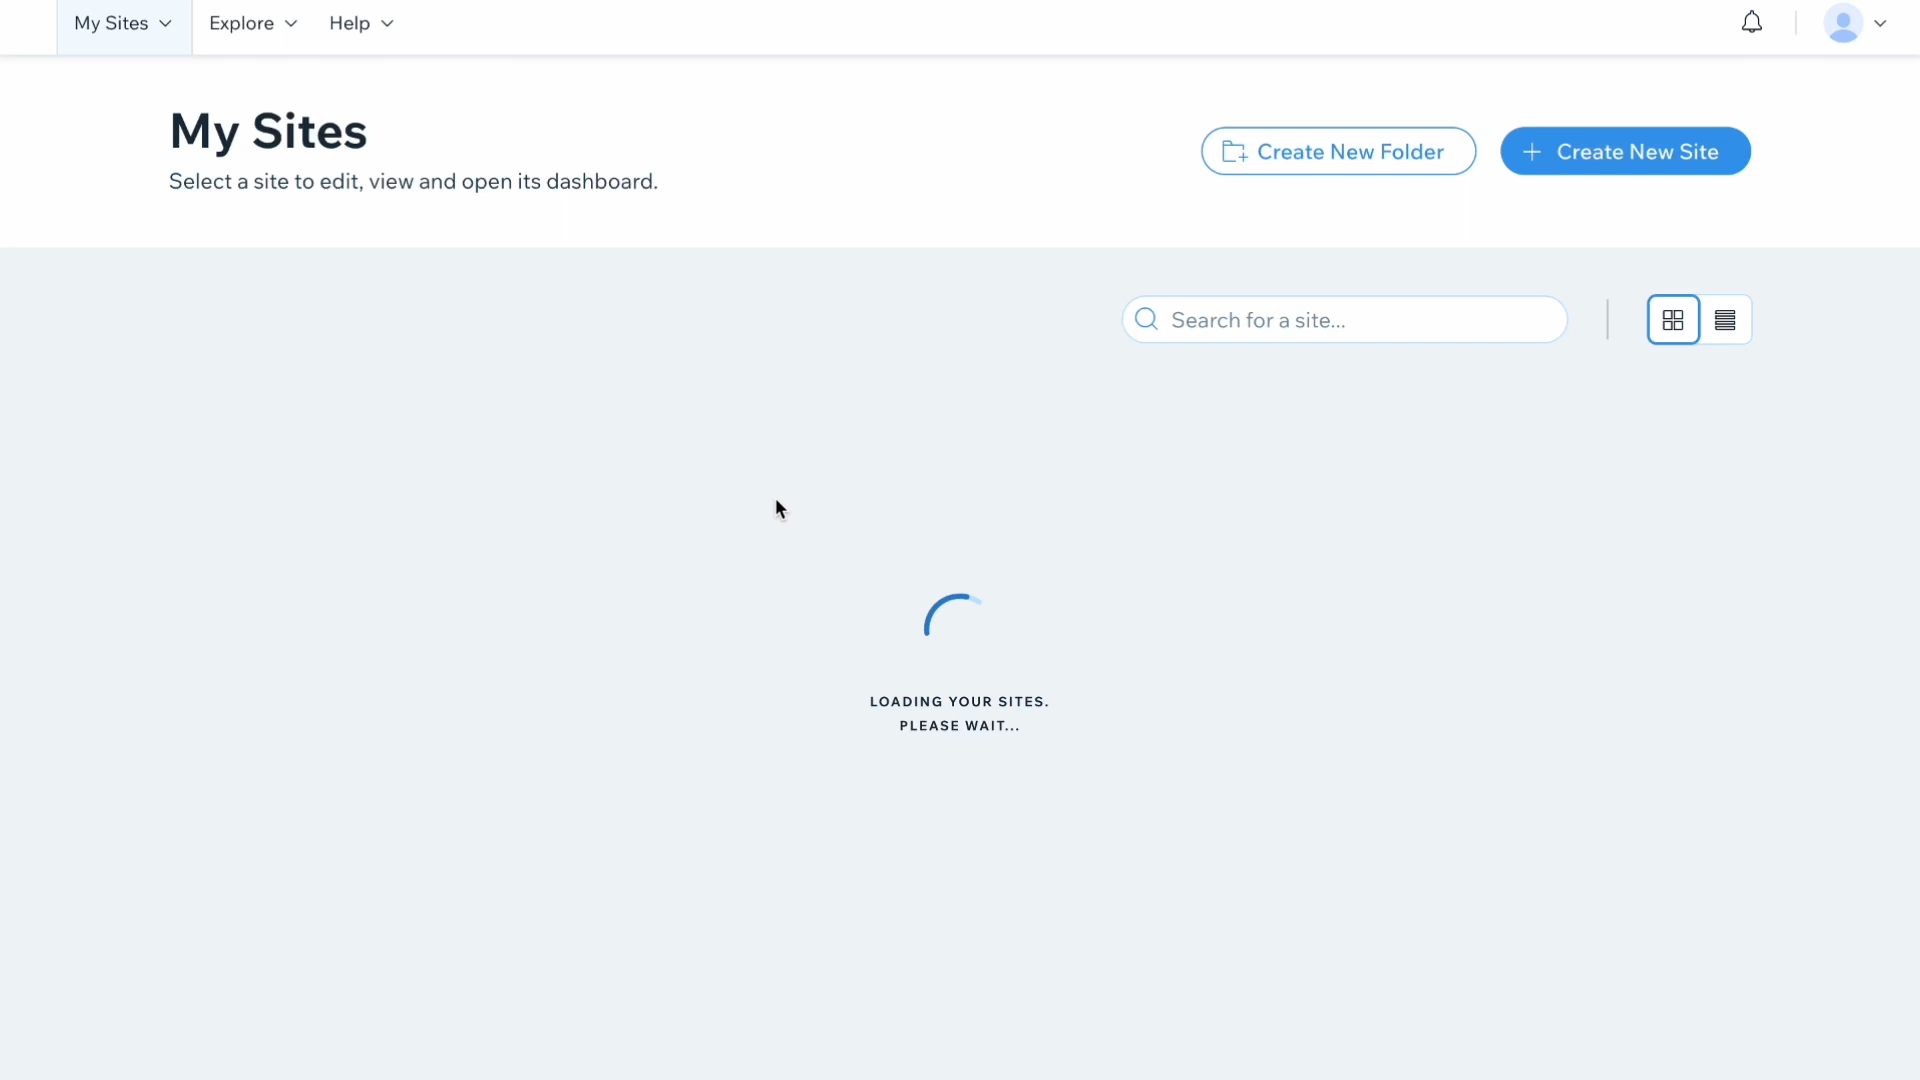 My Sites
Explore
Help
My Sites
Select a site to edit, view and open its dashboard.
Create New Folder
Create New Site
Search for a site...
LOADING YOUR SITES.
PLEASE WAIT...